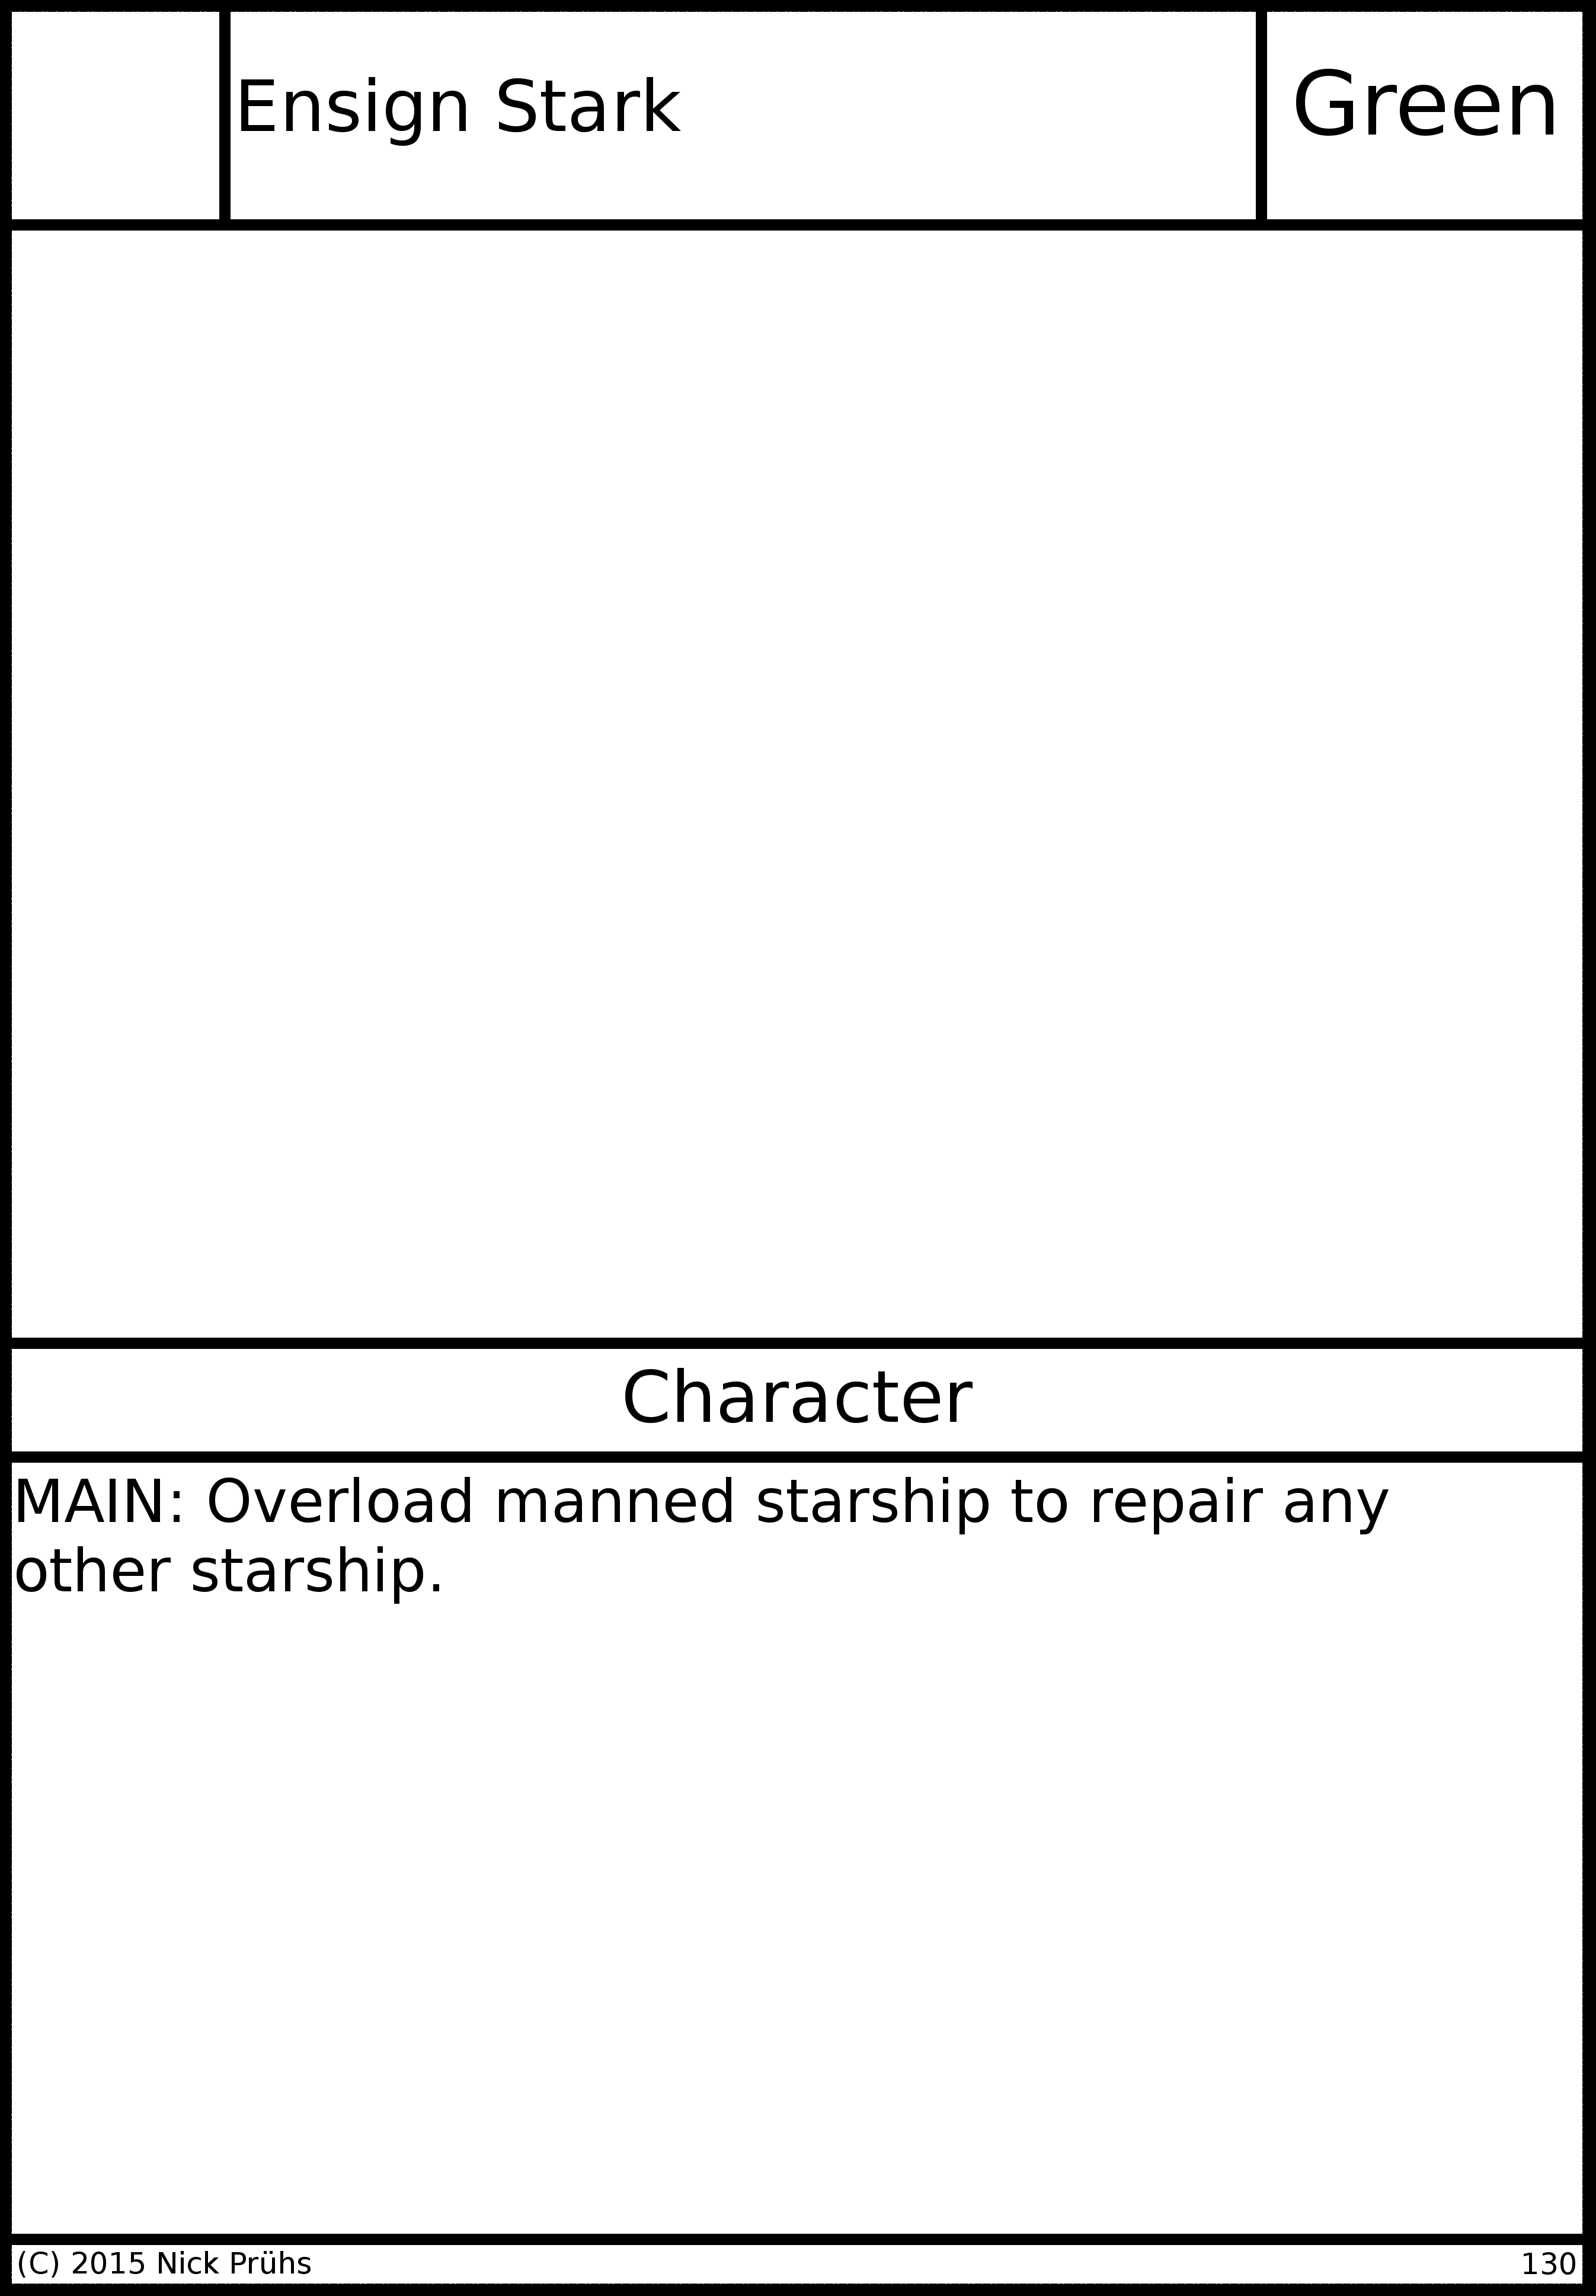 Ensign Stark
Green
Character
MAIN: Overload manned starship to repair any
other starship.
(C) 2015 Nick Prühs
130